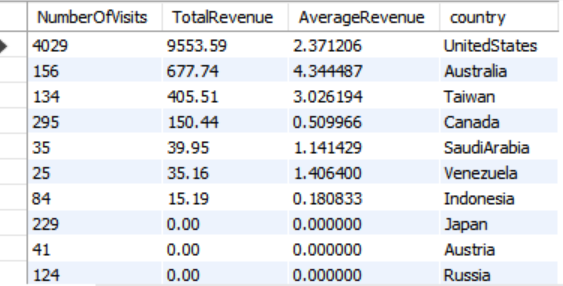 NumberOfVisits TotalRevenue AverageRevenue country
4029 9553.59 2.371206 UnitedStates
156 677.74 4.344487 Australia
134 405.51 3.026194 Taiwan
295 150.44 0.509966 Canada
35 39.95 1.141429 SaudiArabia
25 35.16 1.406400 Venezuela
84 15.19 0.180833 Indonesia
229 0.00 0.000000 Japan
41 0.00 0.000000 Austria
124 0.00 0.000000 Russia